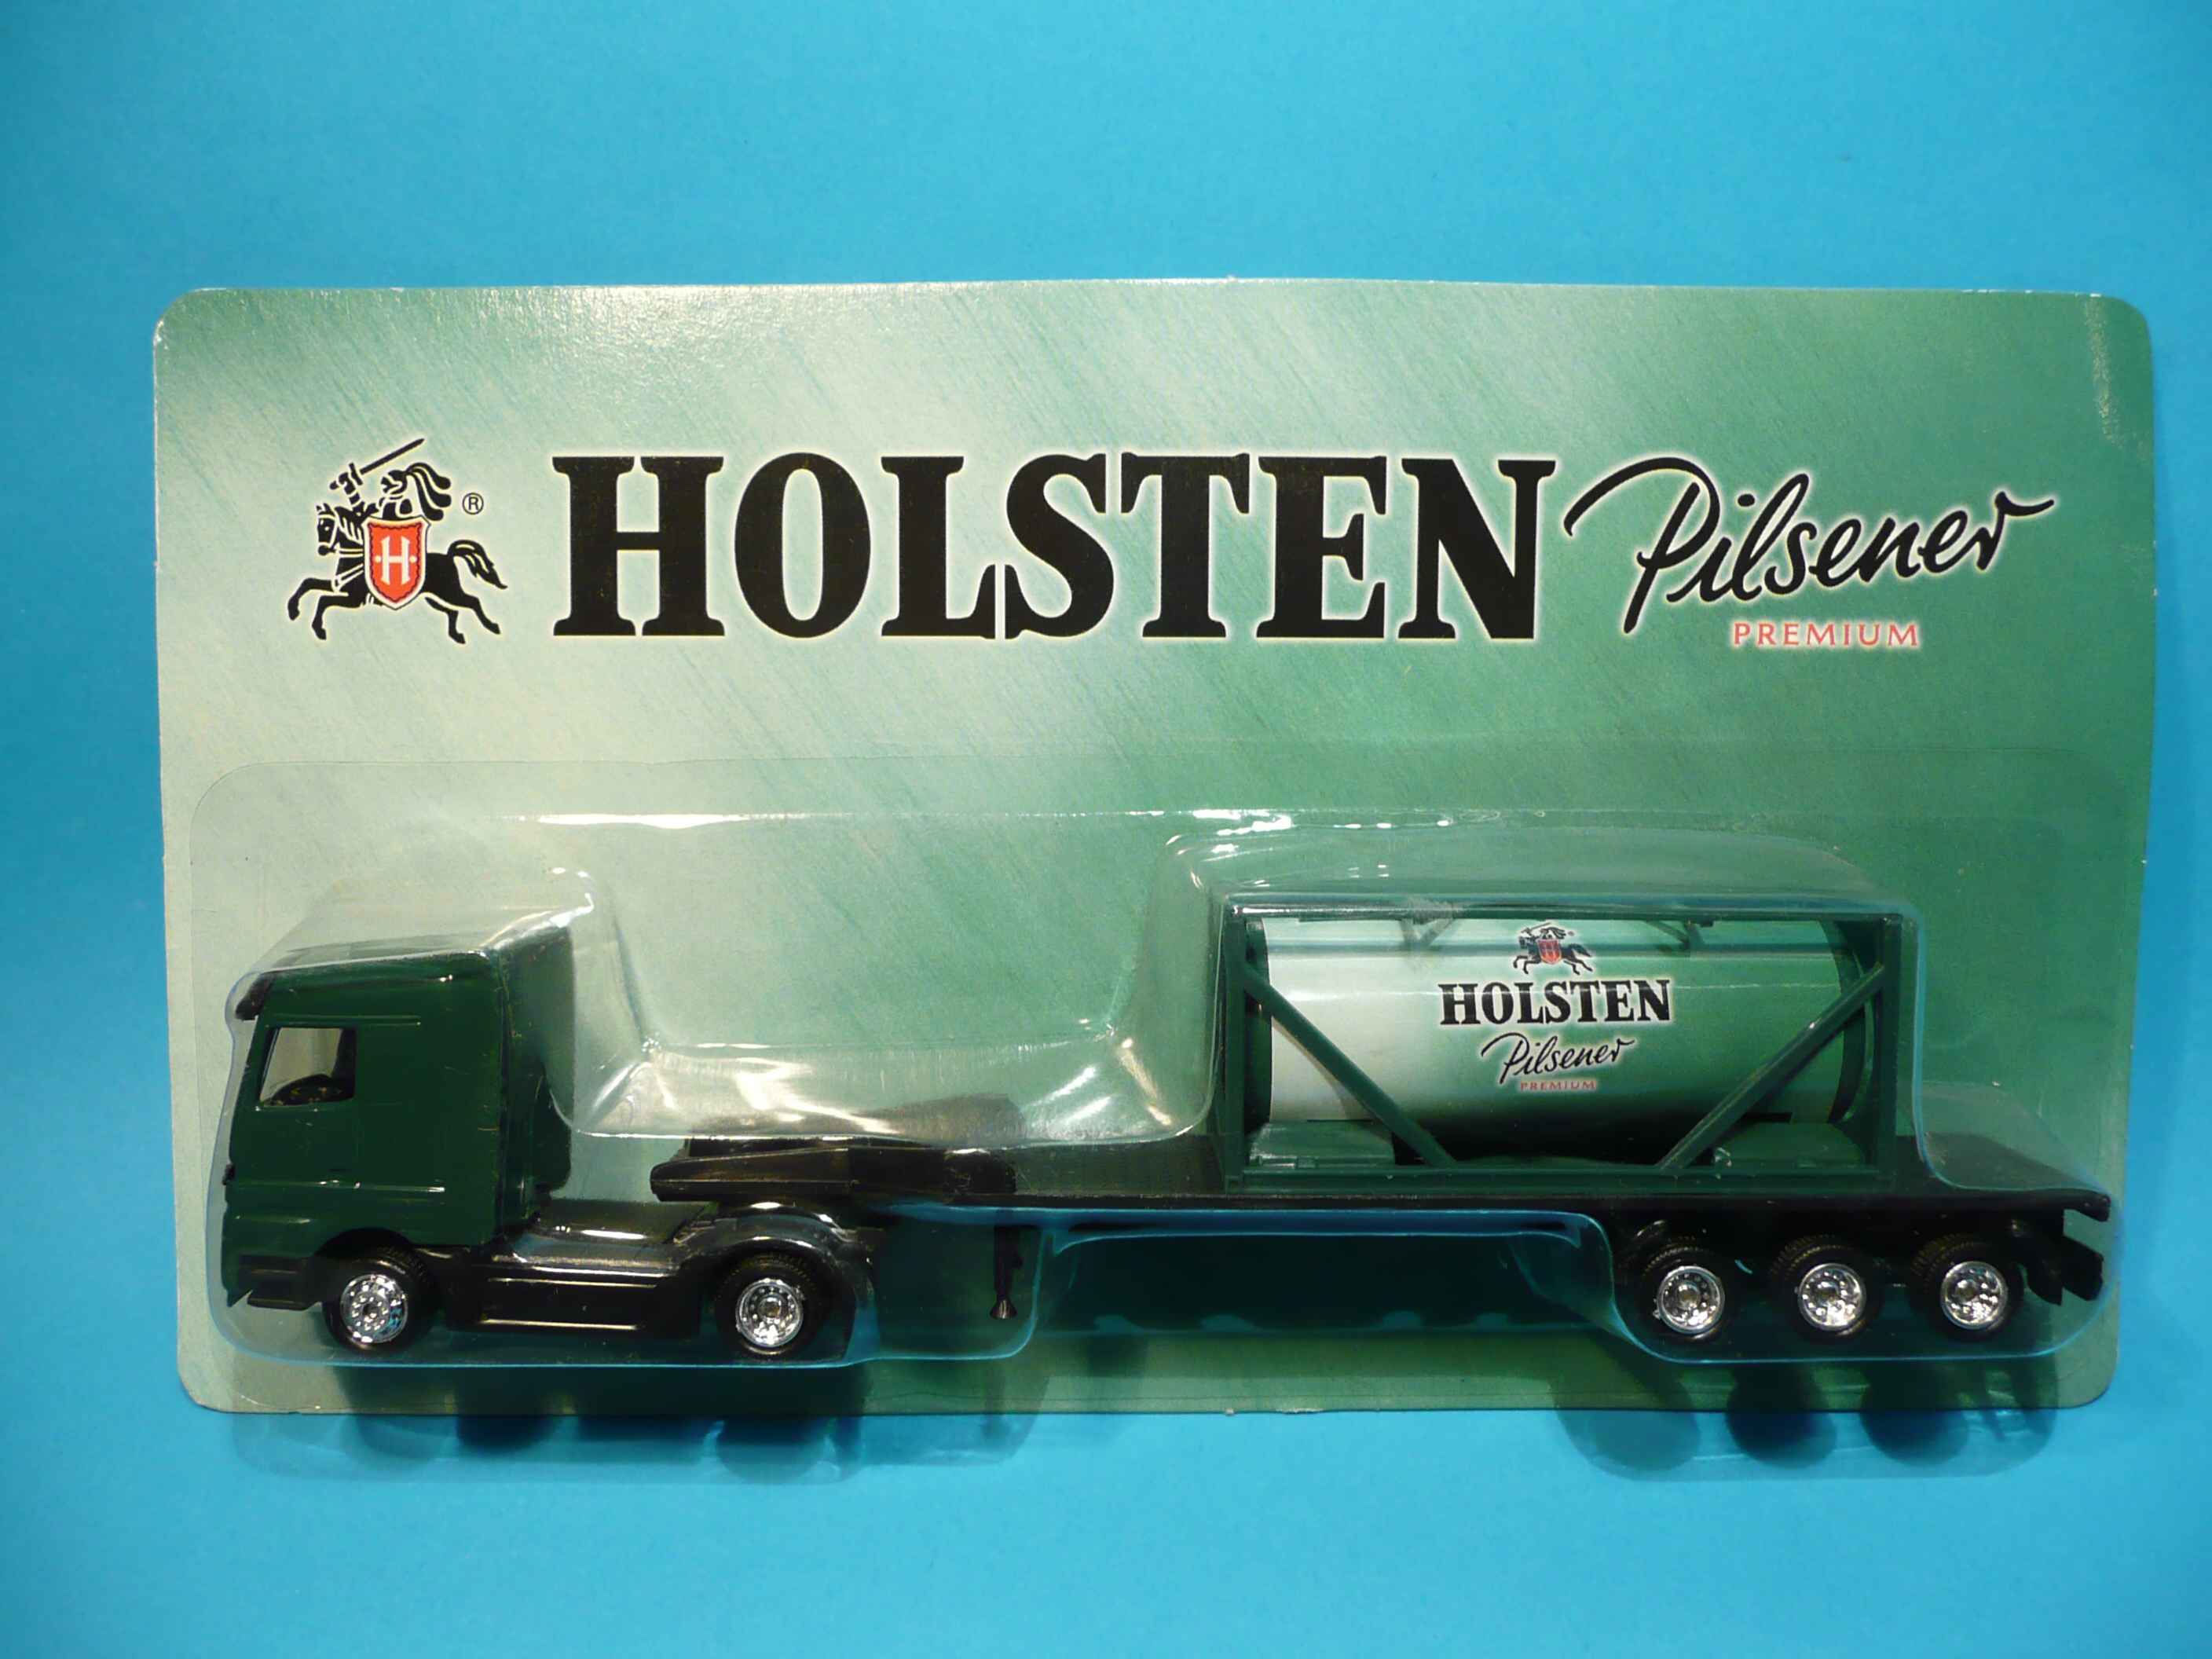 H ® HOLSTEN Pilsener
PREMIUM
H
HOLSTEN
Pilsener
PREMIUM